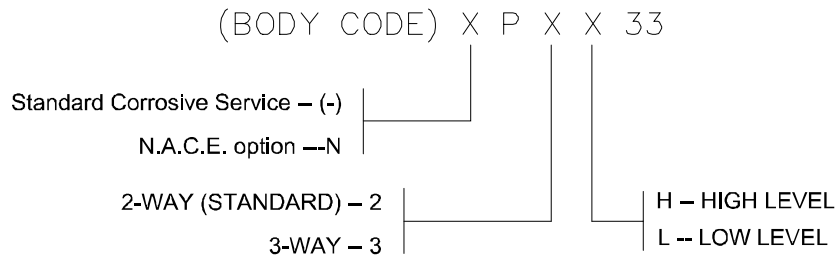 (BODY CODE) X P X X 33
Standard Corrosive Service – (-)
N.A.C.E. option –-N
2-WAY (STANDARD) – 2
3-WAY – 3
H – HIGH LEVEL
L -- LOW LEVEL